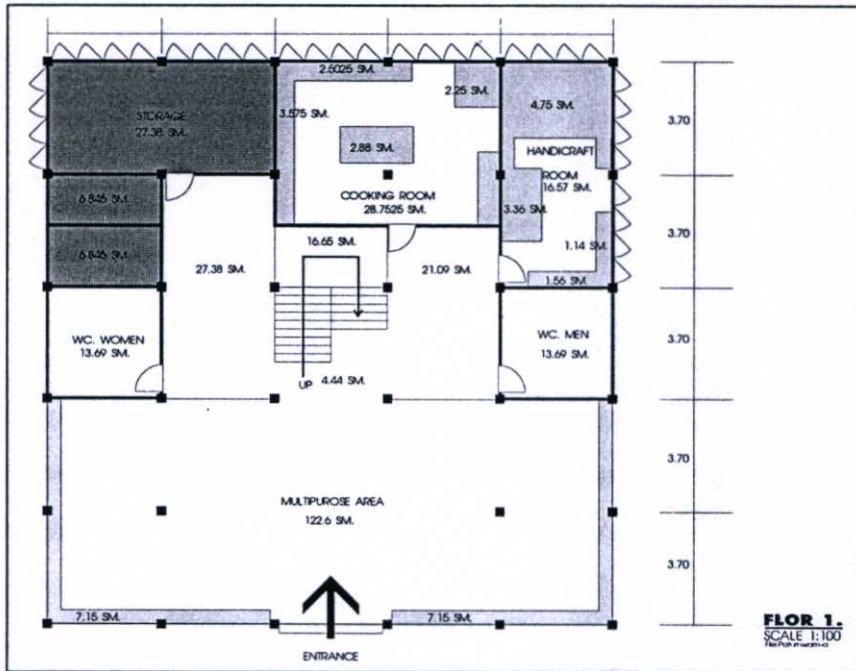 2.5025 SM.
2.25 SM.
4.75 SM.
STORAGE
27.38 SM.
3.575 SM.
3.70
2.88 SM.
HANDICRAFT
ROOM
16.57 SM.
COOKING ROOM
28.7525 SM.
6.845 SM.
3.36 SM.
3.70
6.845 SM.
16.65 SM.
1.14 SM.
27.38 SM.
21.09 SM.
1.56 SM.
WC. WOMEN
13.69 SM.
WC. MEN
13.69 SM.
3.70
UP
4.44 SM.
3.70
MULTIPUROSE AREA
122.6 SM.
3.70
7.15 SM.
7.15 SM.
ENTRANCE
FLOR 1.
SCALE 1:100